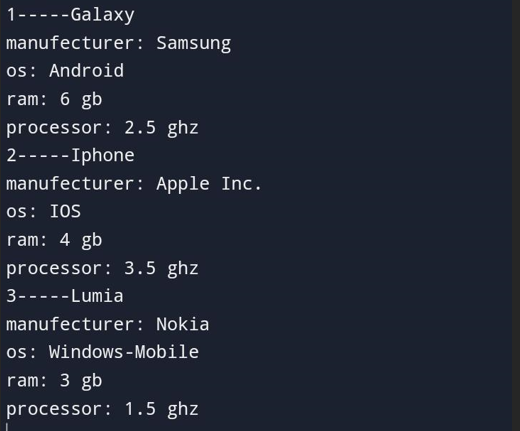 1-----Galaxy
manufacturer: Samsung
os: Android
ram: 6 gb
processor: 2.5 ghz
2-----Iphone
manufacturer: Apple Inc.
os: IOS
ram: 4 gb
processor: 3.5 ghz
3-----Lumia
manufacturer: Nokia
os: Windows-Mobile
ram: 3 gb
processor: 1.5 ghz